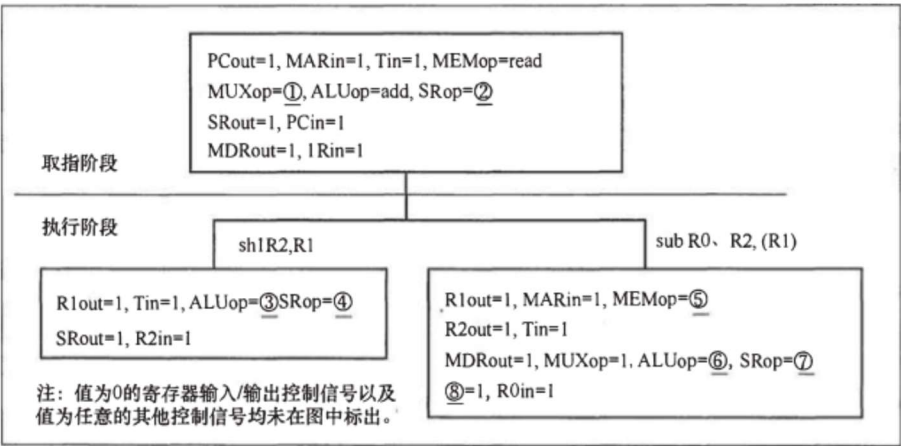 PCout=1, MARin=1, Tin=1, MEMop=read
MUXop=①, ALUop=add, SRop=②
SRout=1, PCin=1
MDRout=1, 1Rin=1
取指阶段
执行阶段
sh1R2,R1
sub R0、R2, (R1)
R1out=1, Tin=1, ALUop=③SRop=④
SRout=1, R2in=1
R1out=1, MARin=1, MEMop=⑤
R2out=1, Tin=1
MDRout=1, MUXop=1, ALUop=⑥, SRop=⑦
⑧=1, R0in=1
注：值为0的寄存器输入/输出控制信号以及
值为任意的其他控制信号均未在图中标出。